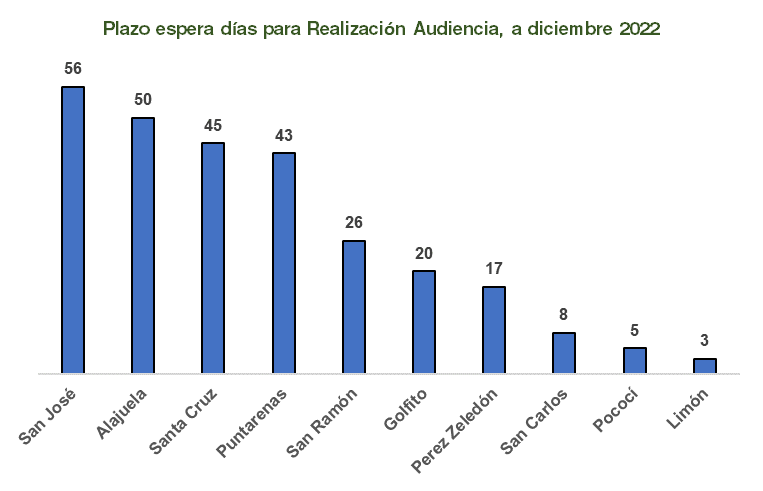 Plazo espera días para Realización Audiencia, a diciembre 2022
56
50
45
43
26
20
17
8
5
3
San José
Alajuela
Santa Cruz
Puntarenas
San Ramón
Golfito
Perez Zeledón
San Carlos
Pococí
Limón